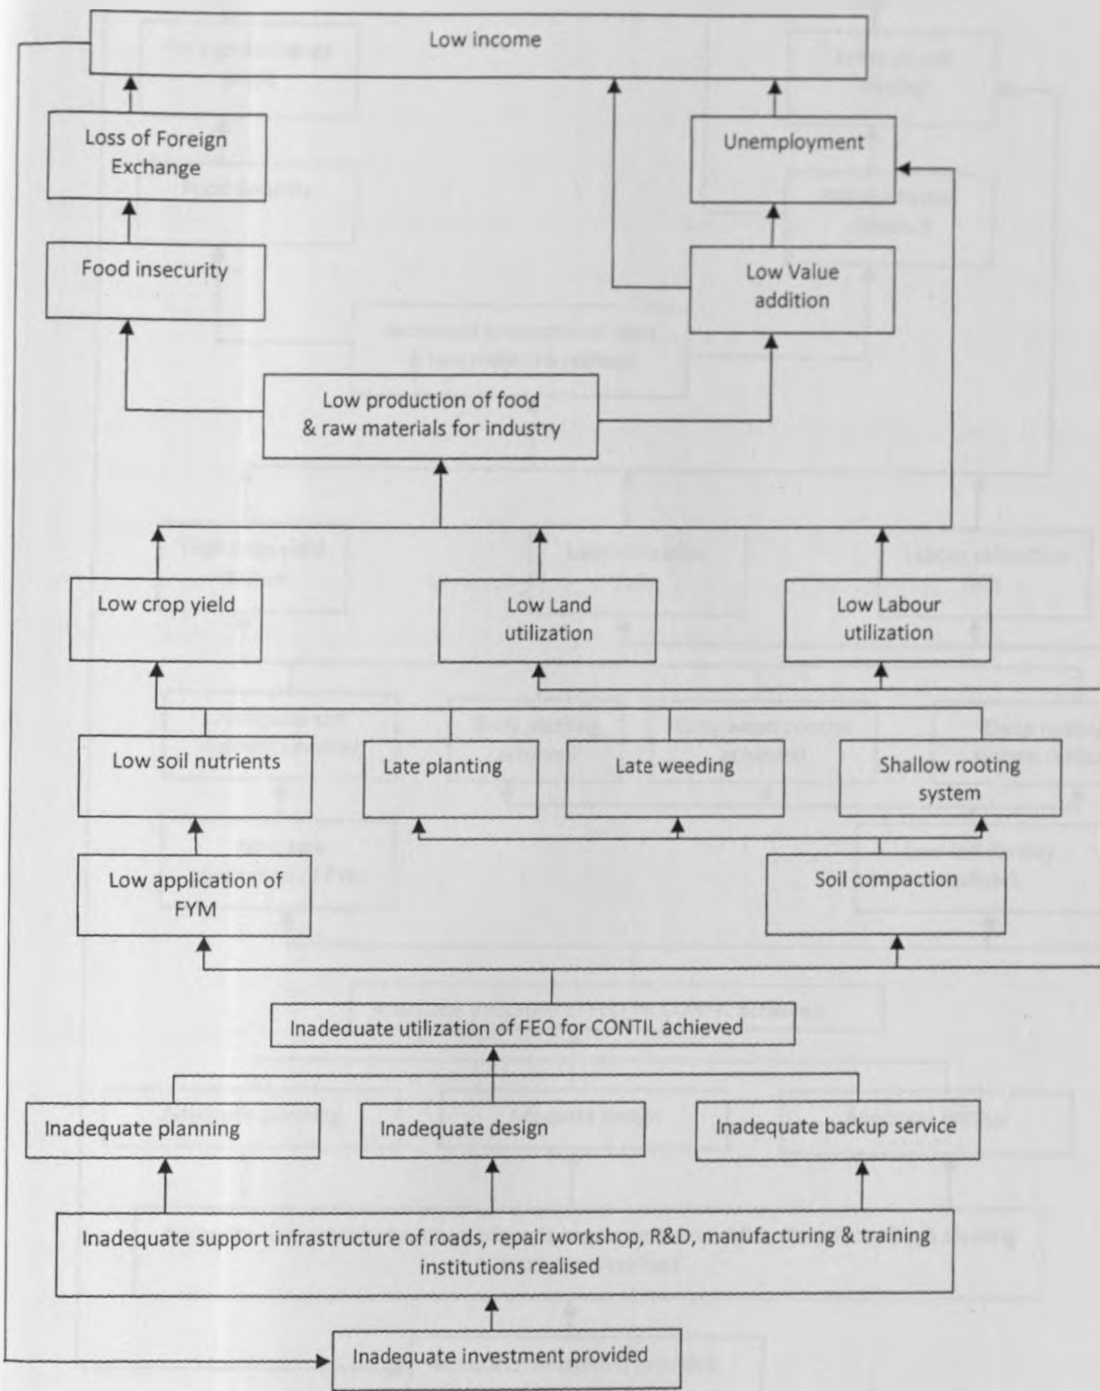 Low income
Loss of Foreign
Exchange
Unemployment
Food insecurity
Low Value
addition
Low production of food
& raw materials for industry
Low crop yield
Low Land
utilization
Low Labour
utilization
Low soil nutrients
Late planting
Late weeding
Shallow rooting
system
Low application of
FYM
Soil compaction
Inadequate utilization of FEQ for CONTIL achieved
Inadequate planning
Inadequate design
Inadequate backup service
Inadequate support infrastructure of roads, repair workshop, R&D, manufacturing & training
institutions realised
Inadequate investment provided